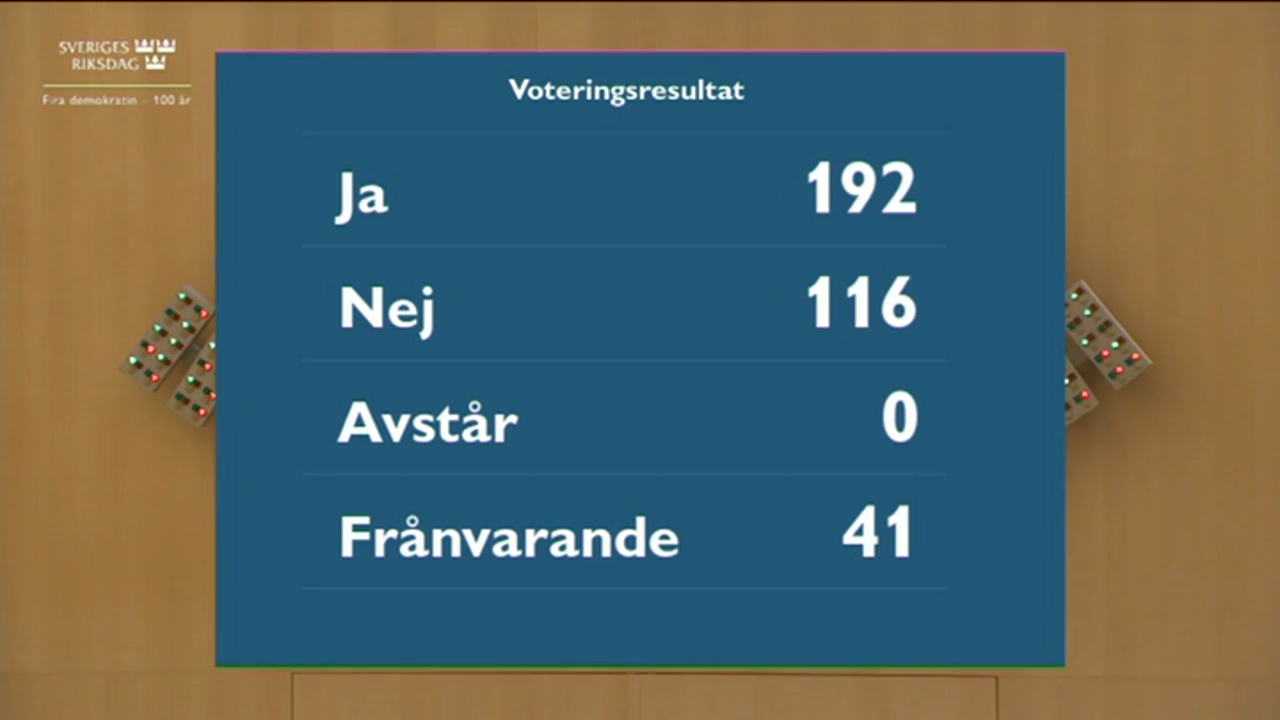 SVERIGES
RIKSDAG
Fira demokratin – 100 år
Voteringsresultat
Ja 192
Nej 116
Avstår 0
Frånvarande 41